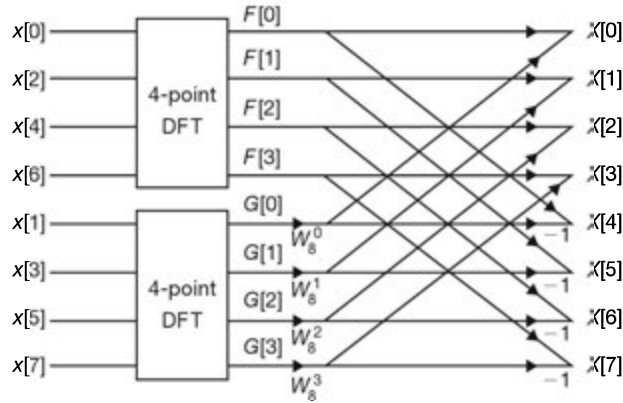 x[0] F[0] X[0]
x[2] F[1] X[1]
4-point
DFT
x[4] F[2] X[2]
x[6] F[3] X[3]
x[1] G[0] W₈⁰ −1 X[4]
x[3] G[1] W₈¹ −1 X[5]
4-point
DFT
x[5] G[2] W₈² −1 X[6]
x[7] G[3] W₈³ −1 X[7]